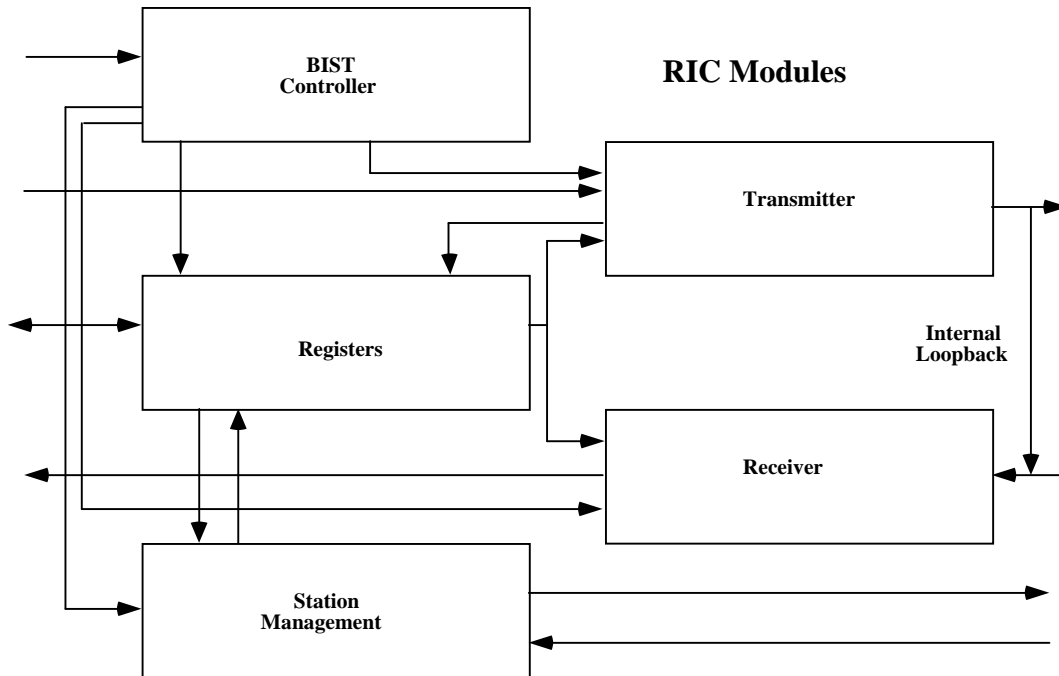 BIST
Controller
RIC Modules
Transmitter
Registers
Internal
Loopback
Receiver
Station
Management